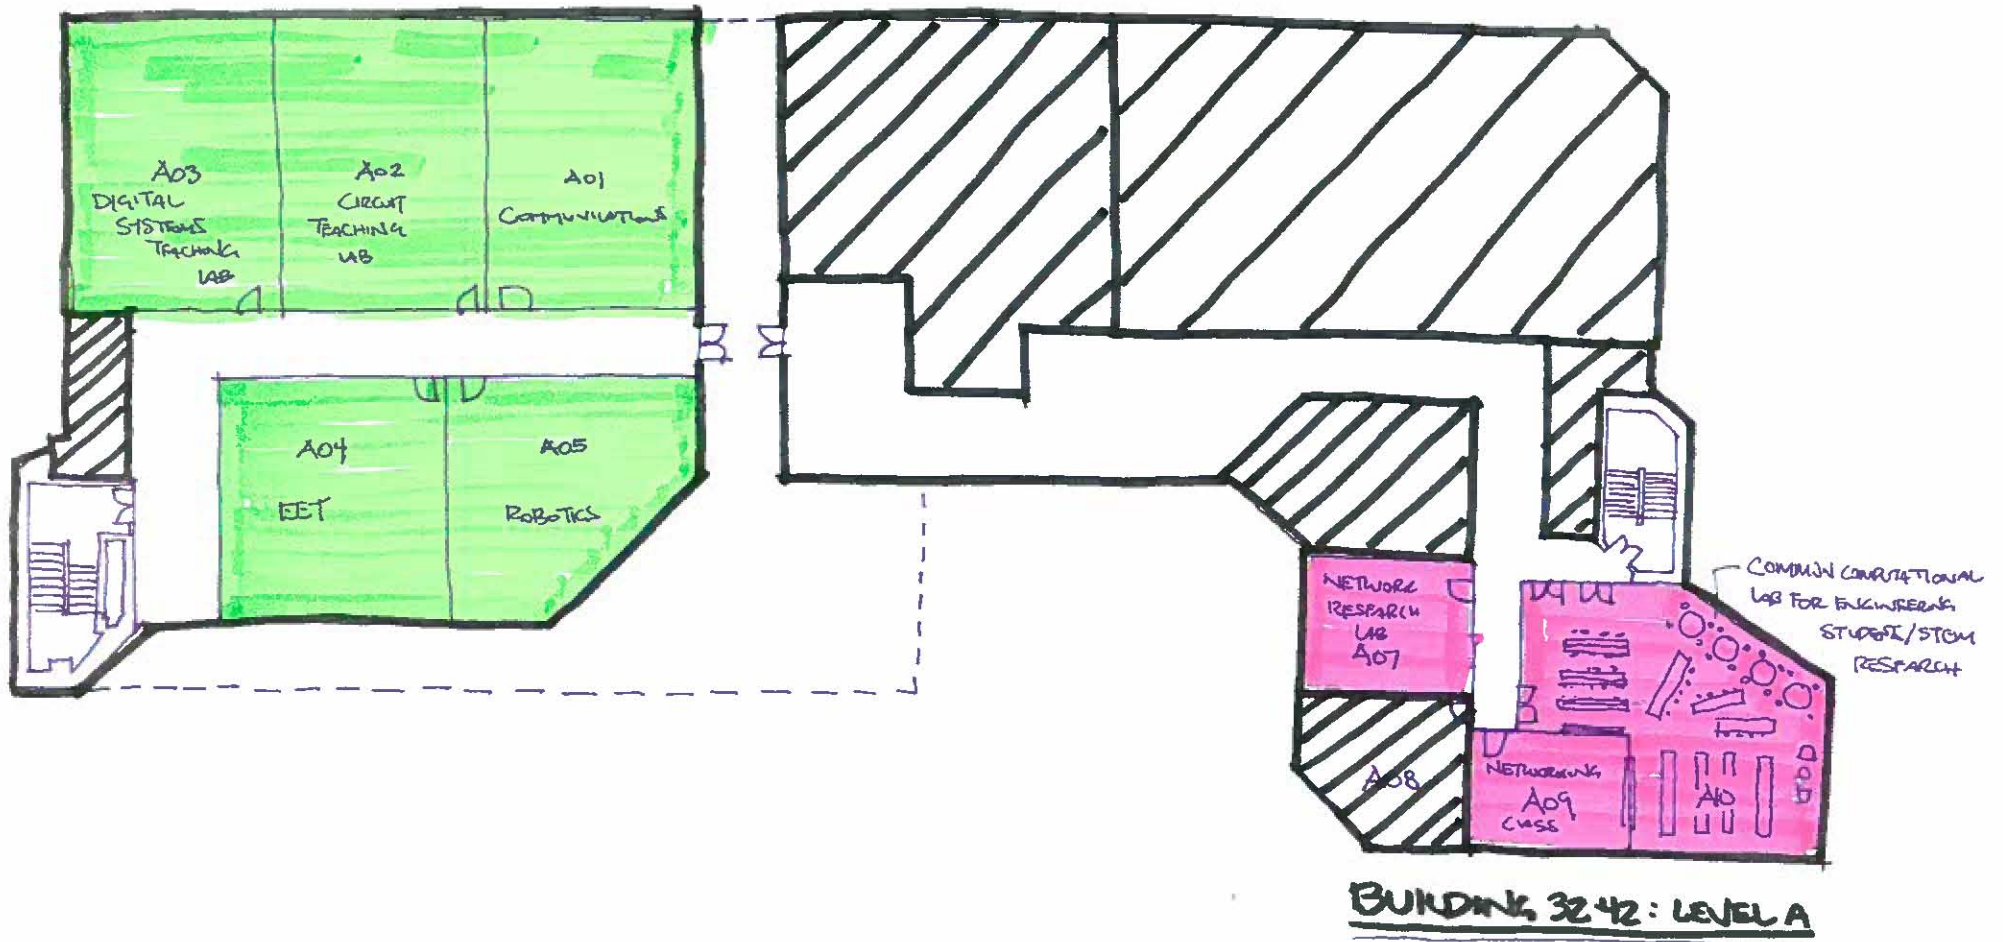 A03
DIGITAL
SYSTEMS
TEACHING
LAB
A02
CIRCUIT
TEACHING
LAB
A01
COMMUNICATIONS
A04
EET
A05
ROBOTICS
NETWORK
RESEARCH
LAB
A07
COMMON COMPUTATIONAL
LAB FOR ENGINEERING
STUDENTS/STEM
RESEARCH
A08
NETWORKING
A09
CLASS
A10
BUILDING 32 42: LEVEL A